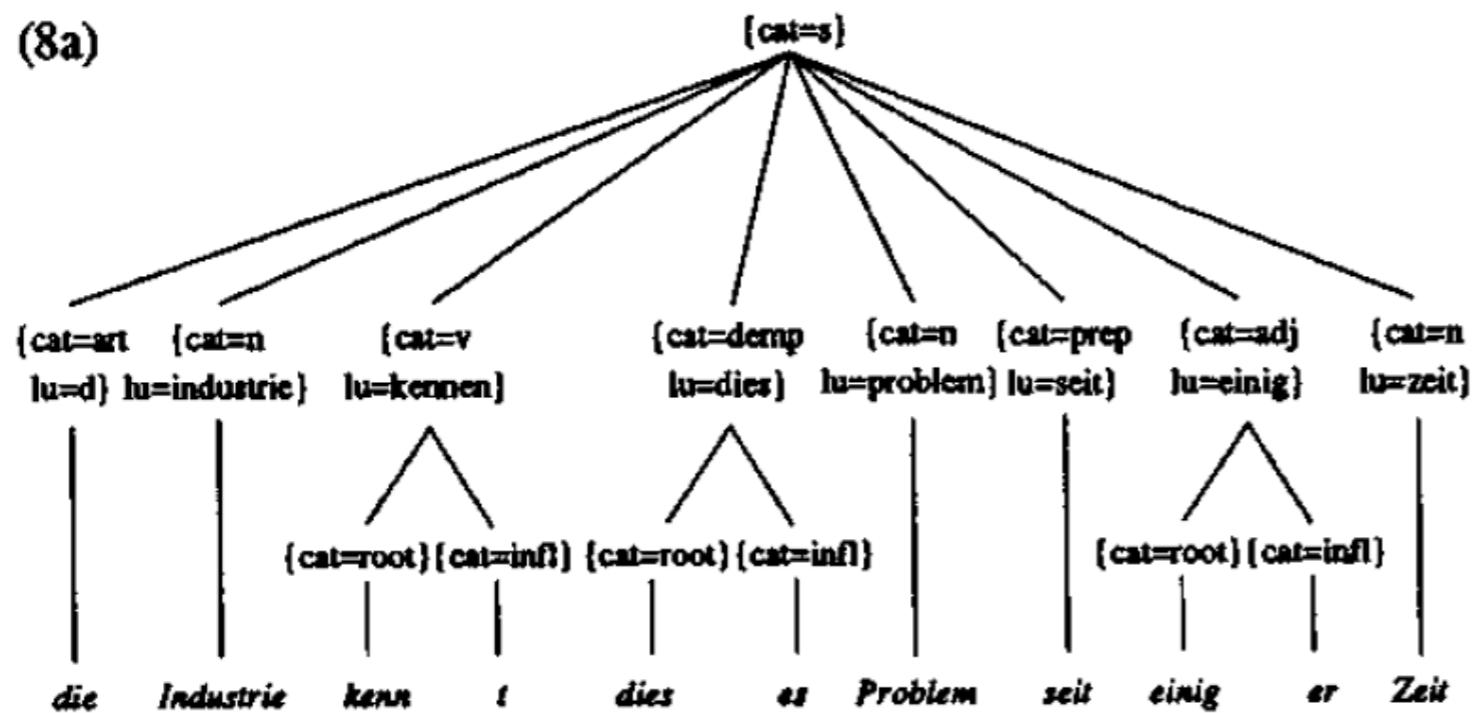 (8a)
{cat=s}
{cat=art {cat=n {cat=v {cat=demp {cat=n {cat=prep {cat=adj {cat=n
lu=d} lu=industrie} lu=kennen} lu=dies} lu=problem} lu=seit} lu=einig} lu=zeit}
{cat=root} {cat=infl} {cat=root} {cat=infl} {cat=root} {cat=infl}
die Industrie kenn t dies es Problem seit einig er Zeit